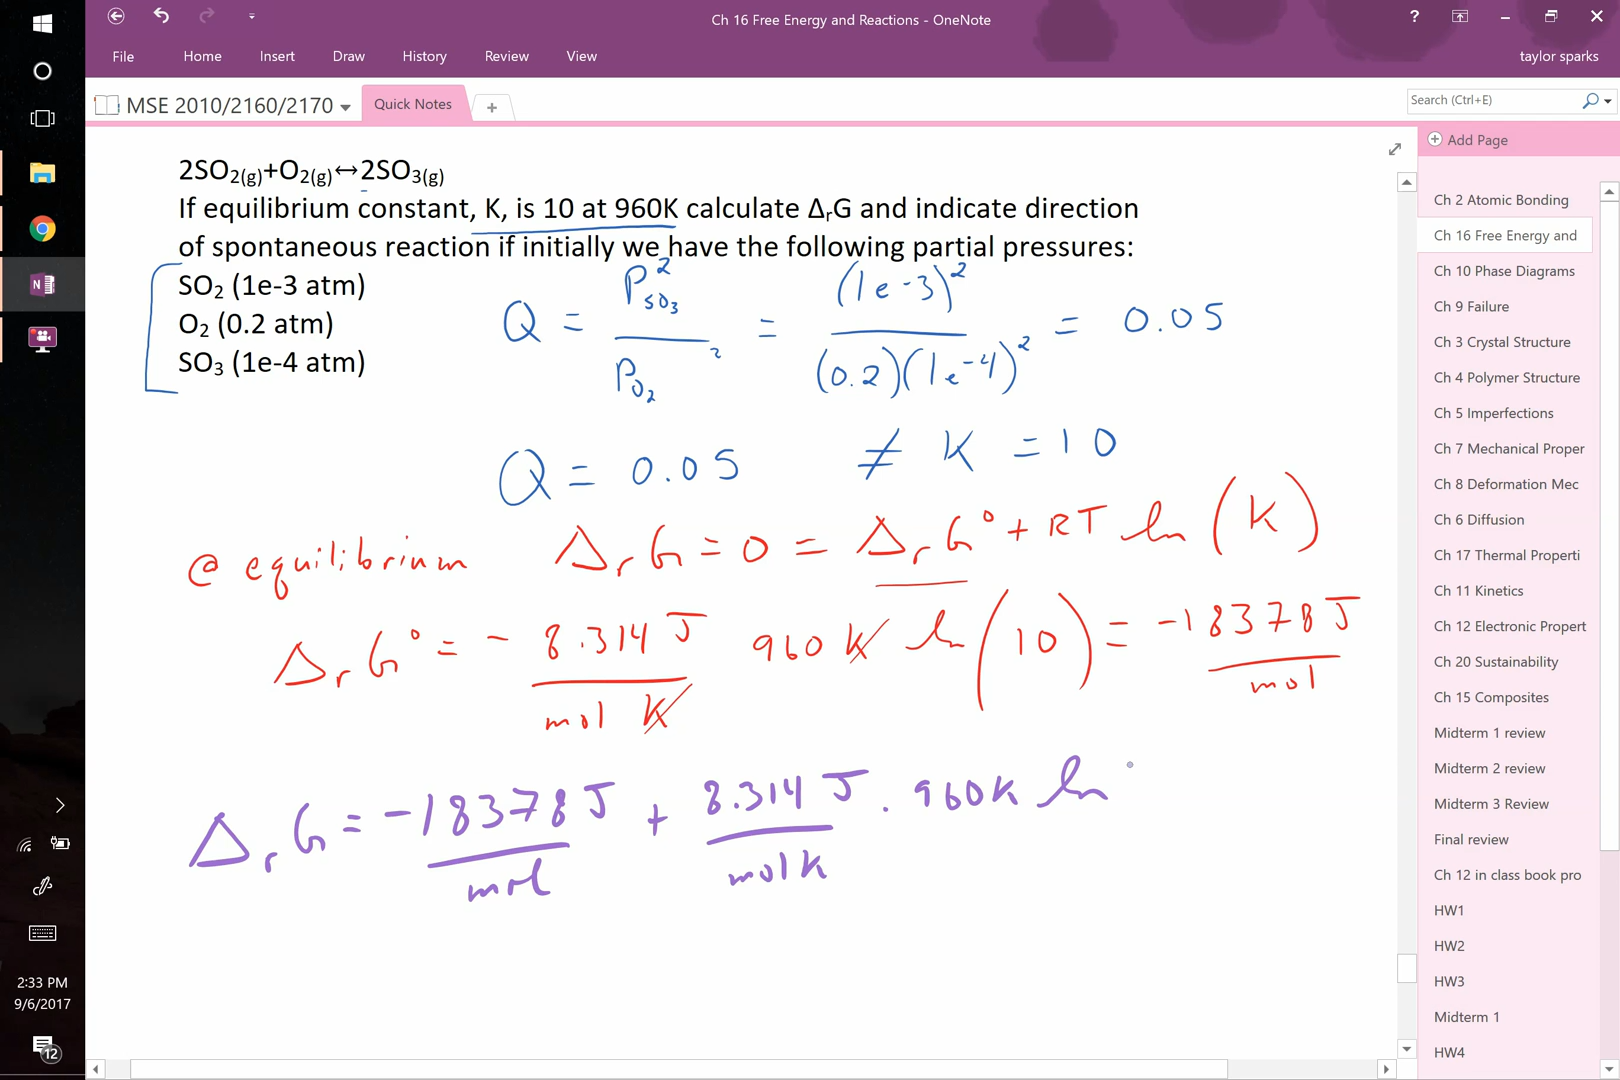 Ch 16 Free Energy and Reactions - OneNote
?
File Home Insert Draw History Review View
taylor sparks
MSE 2010/2160/2170
Quick Notes
+
Search (Ctrl+E)
Add Page
2SO2(g)+O2(g)↔2SO3(g)
If equilibrium constant, K, is 10 at 960K calculate ΔrG and indicate direction
of spontaneous reaction if initially we have the following partial pressures:
SO2 (1e-3 atm)
O2 (0.2 atm)
SO3 (1e-4 atm)
Q = P²SO3 / PO2 ² = (1e-3)² / (0.2)(1e-4)² = 0.05
Q = 0.05 ≠ K = 10
@ equilibrium ΔrG = 0 = ΔrG° + RT ln (K)
ΔrG° = - 8.314 J / mol K 960 K ln (10) = -18378 J / mol
ΔrG = -18378 J / mol + 8.314 J / mol K · 960K ln
Ch 2 Atomic Bonding
Ch 16 Free Energy and
Ch 10 Phase Diagrams
Ch 9 Failure
Ch 3 Crystal Structure
Ch 4 Polymer Structure
Ch 5 Imperfections
Ch 7 Mechanical Proper
Ch 8 Deformation Mec
Ch 6 Diffusion
Ch 17 Thermal Properti
Ch 11 Kinetics
Ch 12 Electronic Propert
Ch 20 Sustainability
Ch 15 Composites
Midterm 1 review
Midterm 2 review
Midterm 3 Review
Final review
Ch 12 in class book pro
HW1
HW2
HW3
Midterm 1
HW4
2:33 PM
9/6/2017
12